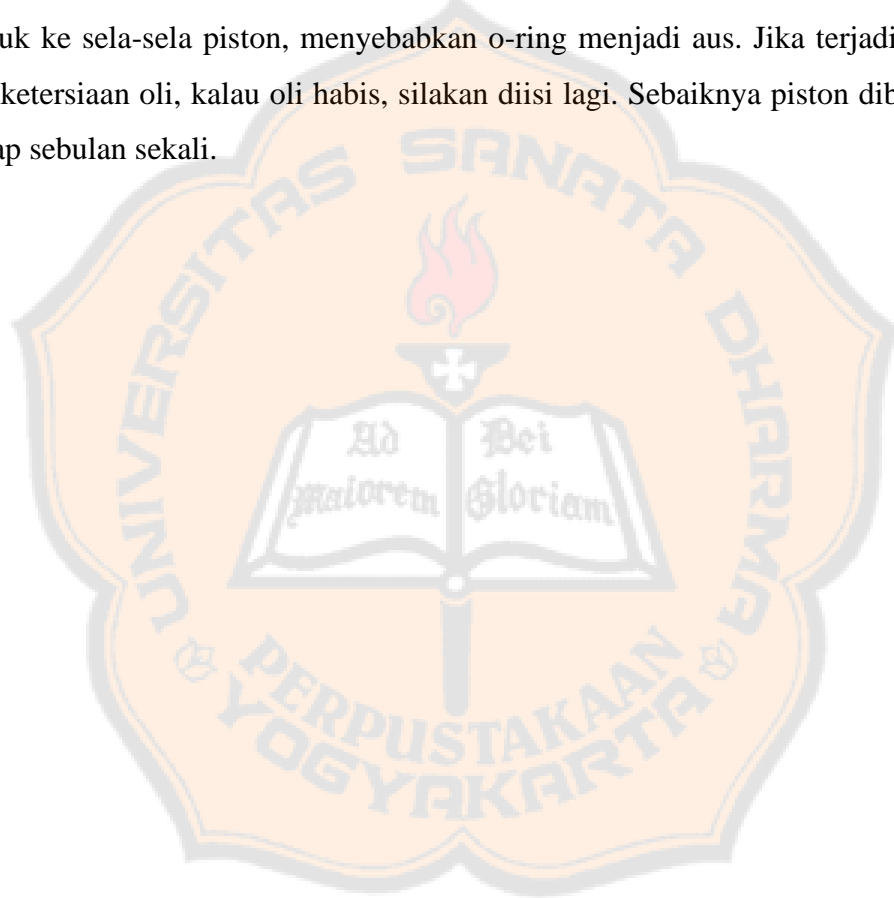 uk ke sela-sela piston, menyebabkan o-ring menjadi aus. Jika terjadi
ketersiaan oli, kalau oli habis, silakan diisi lagi. Sebaiknya piston dib
ap sebulan sekali.
UNIVERSITAS SANATA DHARMA
Ad Dei
Maiorem Gloriam
PERPUSTAKAAN
YOGYAKARTA